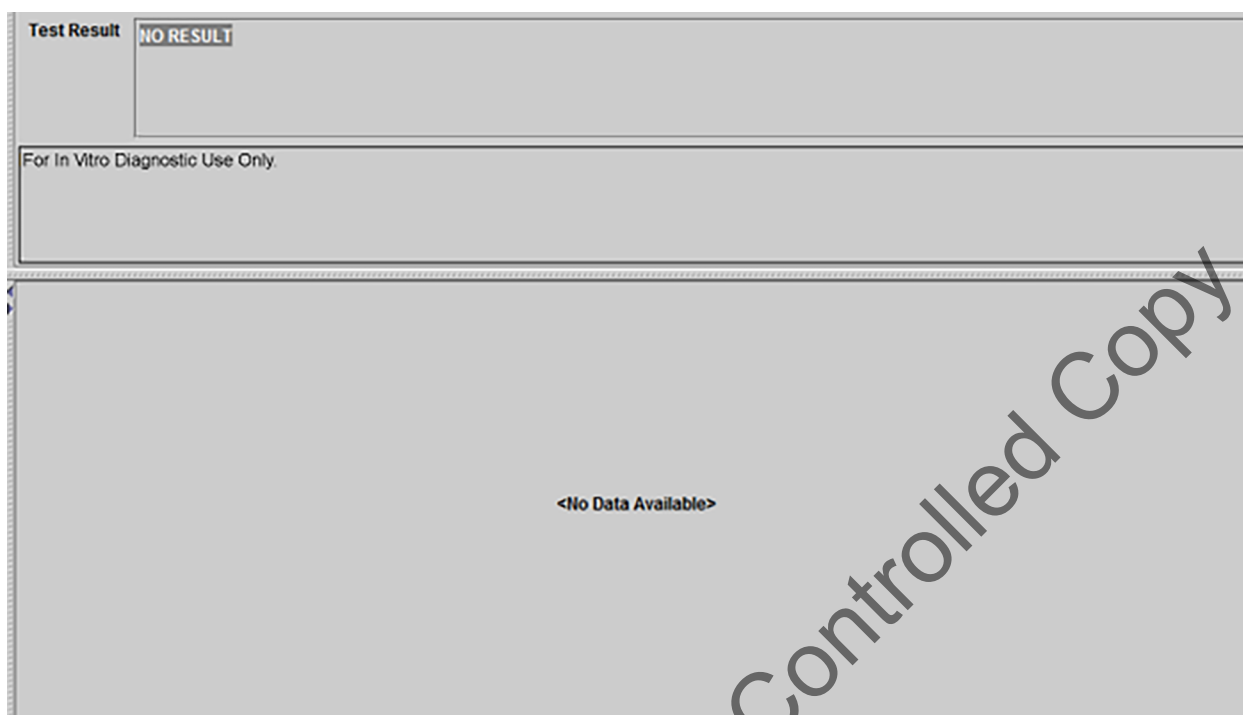 Test Result
NO RESULT
For In Vitro Diagnostic Use Only.
<No Data Available>
Controlled Copy